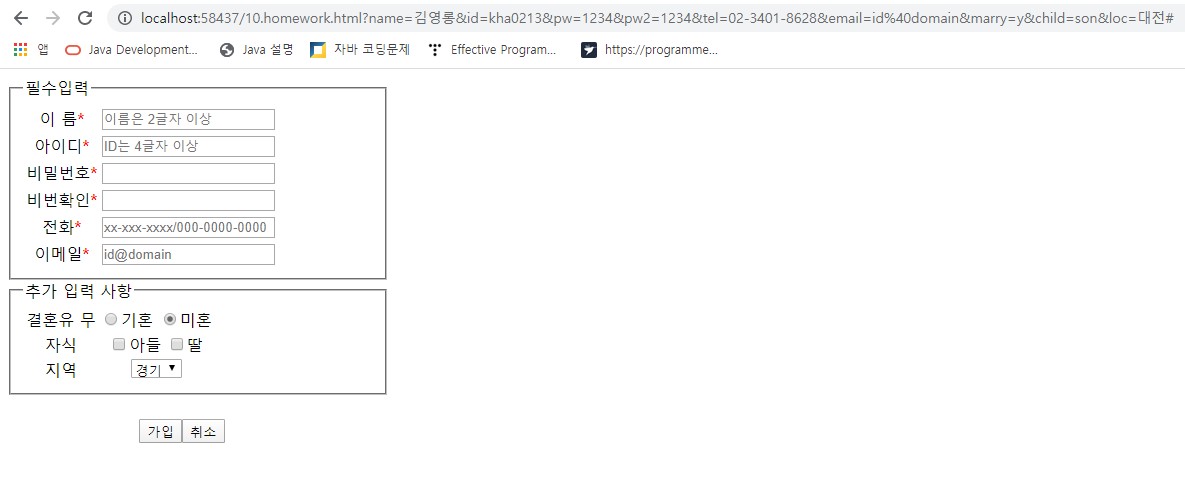 localhost:58437/10.homework.html?name=김영롱&id=kha0213&pw=1234&pw2=1234&tel=02-3401-8628&email=id%40domain&marry=y&child=son&loc=대전#
앱 Java Development... Java 설명 자바 코딩문제 Effective Program... https://programme...
필수입력
이 름* 이름은 2글자 이상
아이디* ID는 4글자 이상
비밀번호*
비번확인*
전화* xx-xxx-xxxx/000-0000-0000
이메일* id@domain
추가 입력 사항
결혼유 무 기혼 미혼
자식 아들 딸
지역 경기
가입 취소